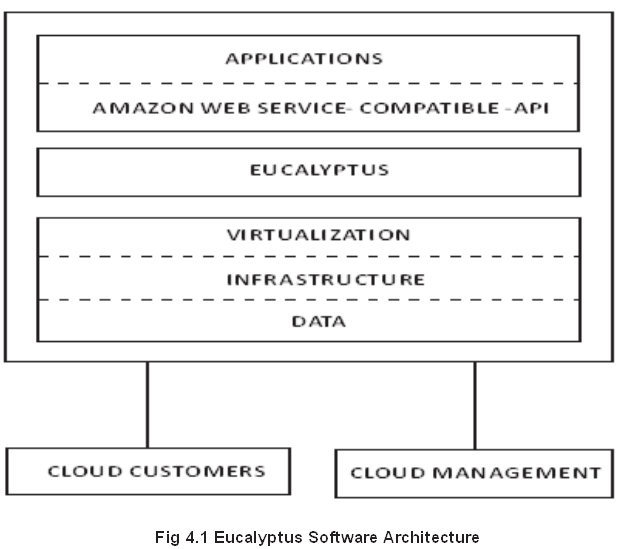 APPLICATIONS
AMAZON WEB SERVICE- COMPATIBLE -API
EUCALYPTUS
VIRTUALIZATION
INFRASTRUCTURE
DATA
CLOUD CUSTOMERS
CLOUD MANAGEMENT
Fig 4.1 Eucalyptus Software Architecture